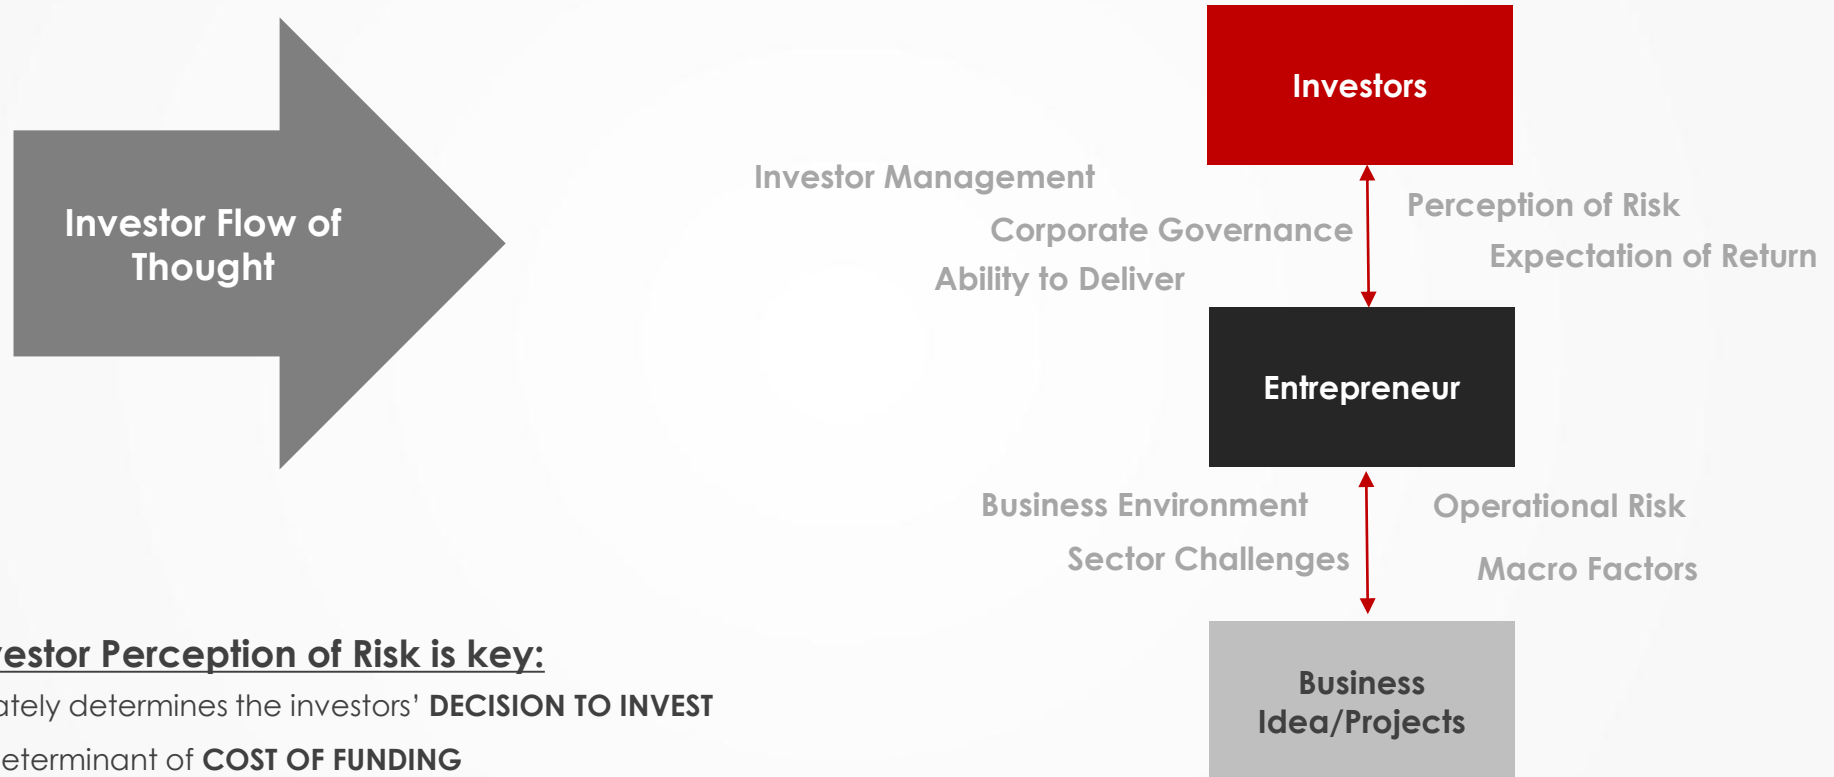 Investors
Investor Management
Perception of Risk
Corporate Governance
Expectation of Return
Ability to Deliver
Investor Flow of
Thought
Entrepreneur
Business Environment
Operational Risk
Sector Challenges
Macro Factors
vestor Perception of Risk is key:
ately determines the investors’ DECISION TO INVEST
eterminant of COST OF FUNDING
Business
Idea/Projects